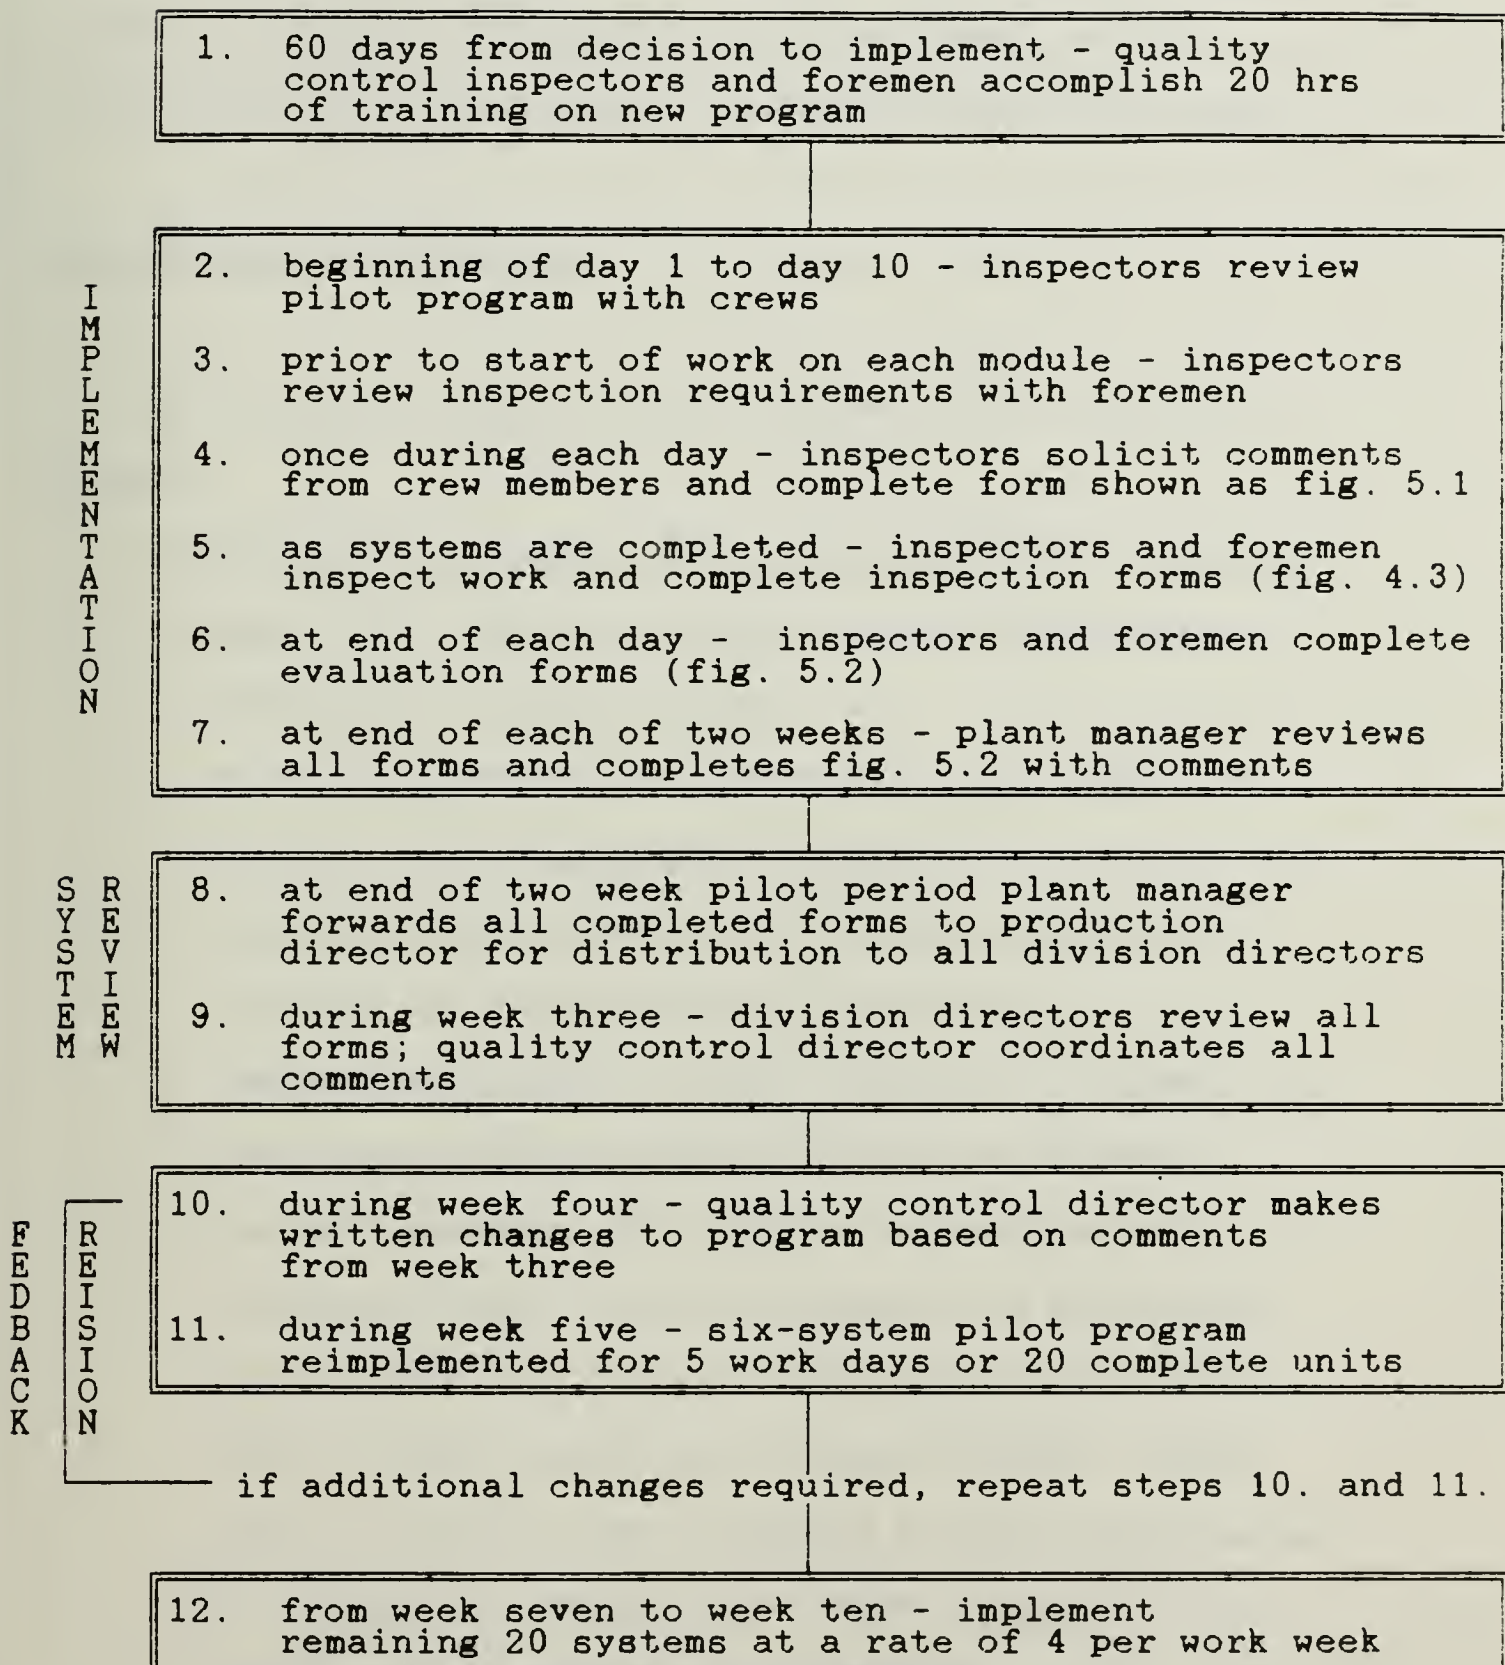 1. 60 days from decision to implement - quality
control inspectors and foremen accomplish 20 hrs
of training on new program
IMPLEMENTATION
2. beginning of day 1 to day 10 - inspectors review
pilot program with crews
3. prior to start of work on each module - inspectors
review inspection requirements with foremen
4. once during each day - inspectors solicit comments
from crew members and complete form shown as fig. 5.1
5. as systems are completed - inspectors and foremen
inspect work and complete inspection forms (fig. 4.3)
6. at end of each day - inspectors and foremen complete
evaluation forms (fig. 5.2)
7. at end of each of two weeks - plant manager reviews
all forms and completes fig. 5.2 with comments
SYSTEM
REVIEW
8. at end of two week pilot period plant manager
forwards all completed forms to production
director for distribution to all division directors
9. during week three - division directors review all
forms; quality control director coordinates all
comments
FEDBACK
REISION
10. during week four - quality control director makes
written changes to program based on comments
from week three
11. during week five - six-system pilot program
reimplemented for 5 work days or 20 complete units
if additional changes required, repeat steps 10. and 11.
12. from week seven to week ten - implement
remaining 20 systems at a rate of 4 per work week